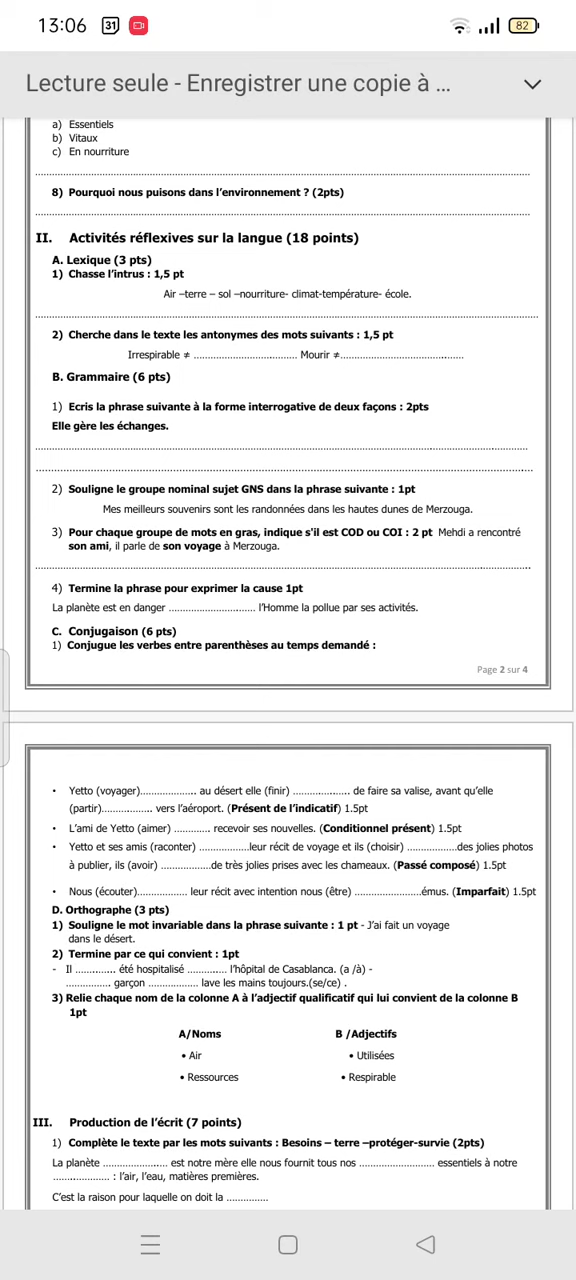 13:06 31 82
Lecture seule - Enregistrer une copie à ...
a) Essentiels
b) Vitaux
c) En nourriture
8) Pourquoi nous puisons dans l'environnement ? (2pts)
II. Activités réflexives sur la langue (18 points)
A. Lexique (3 pts)
1) Chasse l'intrus : 1,5 pt
Air –terre – sol –nourriture- climat-température- école.
2) Cherche dans le texte les antonymes des mots suivants : 1,5 pt
Irrespirable ≠ .................................. Mourir ≠........................................
B. Grammaire (6 pts)
1) Ecris la phrase suivante à la forme interrogative de deux façons : 2pts
Elle gère les échanges.
2) Souligne le groupe nominal sujet GNS dans la phrase suivante : 1pt
Mes meilleurs souvenirs sont les randonnées dans les hautes dunes de Merzouga.
3) Pour chaque groupe de mots en gras, indique s'il est COD ou COI : 2 pt Mehdi a rencontré
son ami, il parle de son voyage à Merzouga.
4) Termine la phrase pour exprimer la cause 1pt
La planète est en danger ............................ l'Homme la pollue par ses activités.
C. Conjugaison (6 pts)
1) Conjugue les verbes entre parenthèses au temps demandé :
Page 2 sur 4
• Yetto (voyager)................... au désert elle (finir) ................... de faire sa valise, avant qu'elle
(partir)................. vers l'aéroport. (Présent de l'indicatif) 1.5pt
• L'ami de Yetto (aimer) ............ recevoir ses nouvelles. (Conditionnel présent) 1.5pt
• Yetto et ses amis (raconter) .................leur récit de voyage et ils (choisir) .................des jolies photos
à publier, ils (avoir) .................de très jolies prises avec les chameaux. (Passé composé) 1.5pt
• Nous (écouter)................. leur récit avec intention nous (être) ......................émus. (Imparfait) 1.5pt
D. Orthographe (3 pts)
1) Souligne le mot invariable dans la phrase suivante : 1 pt - J'ai fait un voyage
dans le désert.
2) Termine par ce qui convient : 1pt
- Il ............. été hospitalisé ............. l'hôpital de Casablanca. (a /à) -
............... garçon ................ lave les mains toujours.(se/ce) .
3) Relie chaque nom de la colonne A à l'adjectif qualificatif qui lui convient de la colonne B
1pt
A/Noms B /Adjectifs
• Air • Utilisées
• Ressources • Respirable
III. Production de l'écrit (7 points)
1) Complète le texte par les mots suivants : Besoins – terre –protéger-survie (2pts)
La planète ..................... est notre mère elle nous fournit tous nos ......................... essentiels à notre
................... : l'air, l'eau, matières premières.
C'est la raison pour laquelle on doit la ..............